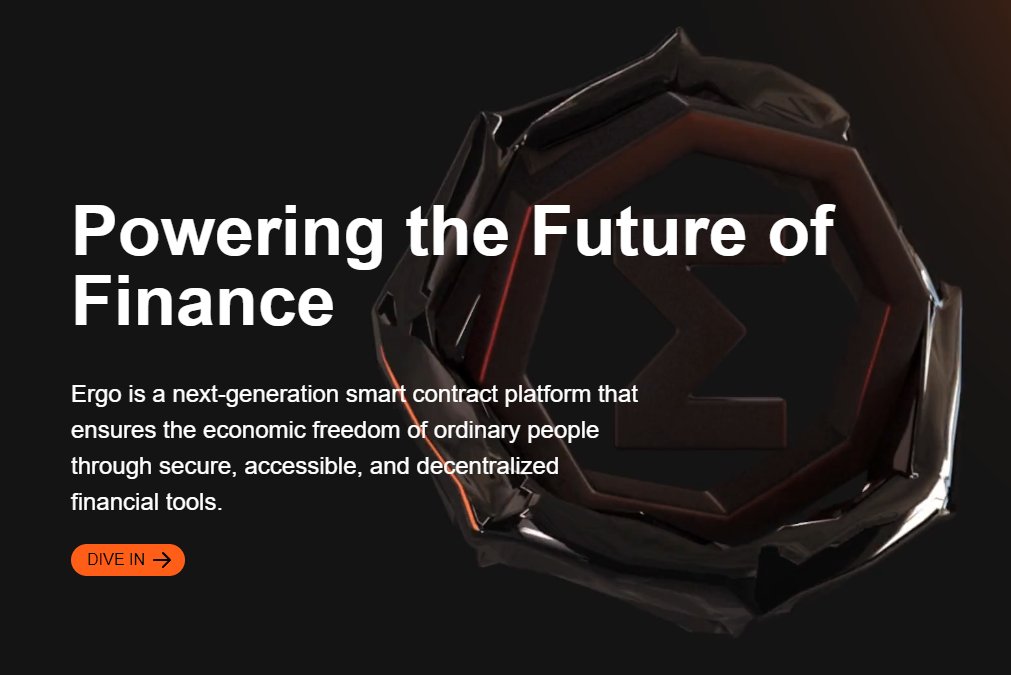 Powering the Future of
Finance
Ergo is a next-generation smart contract platform that
ensures the economic freedom of ordinary people
through secure, accessible, and decentralized
financial tools.
DIVE IN →
Σ